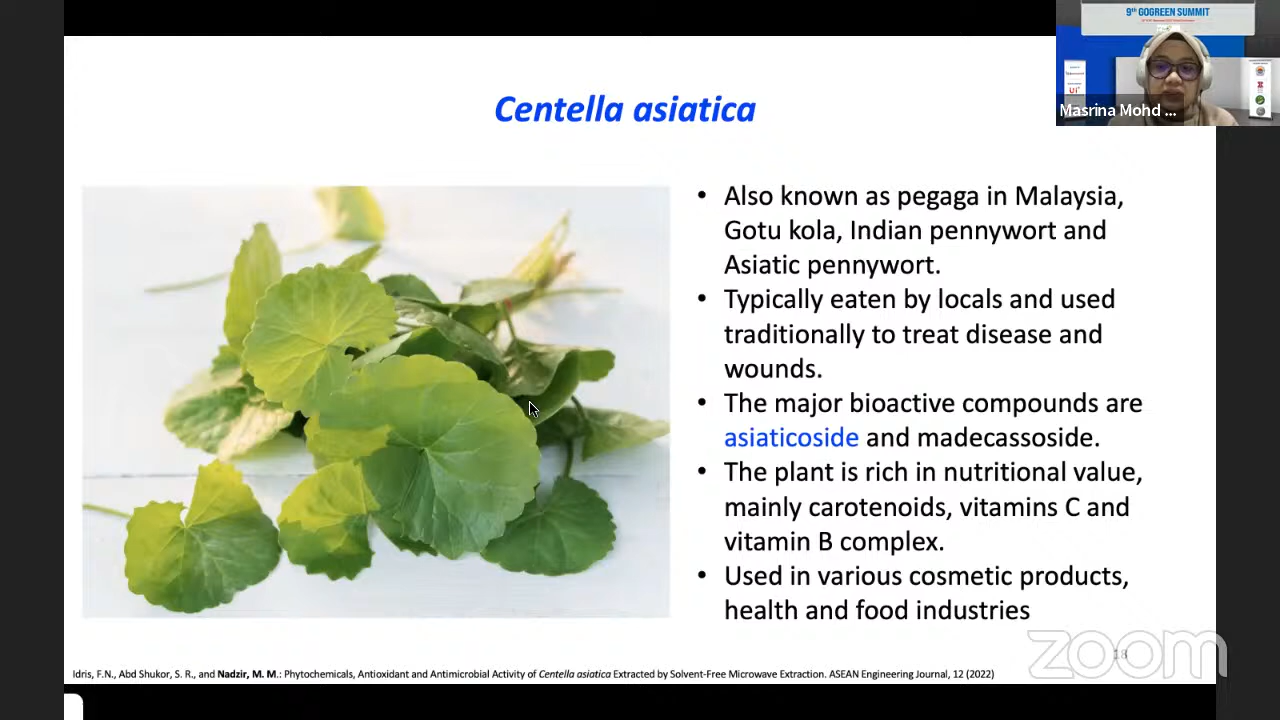 9th GOGREEN SUMMIT
Masrina Mohd ...
Centella asiatica
• Also known as pegaga in Malaysia,
Gotu kola, Indian pennywort and
Asiatic pennywort.
• Typically eaten by locals and used
traditionally to treat disease and
wounds.
• The major bioactive compounds are
asiaticoside and madecassoside.
• The plant is rich in nutritional value,
mainly carotenoids, vitamins C and
vitamin B complex.
• Used in various cosmetic products,
health and food industries
18
zoom
Idris, F.N., Abd Shukor, S. R., and Nadzir, M. M.: Phytochemicals, Antioxidant and Antimicrobial Activity of Centella asiatica Extracted by Solvent-Free Microwave Extraction. ASEAN Engineering Journal, 12 (2022)